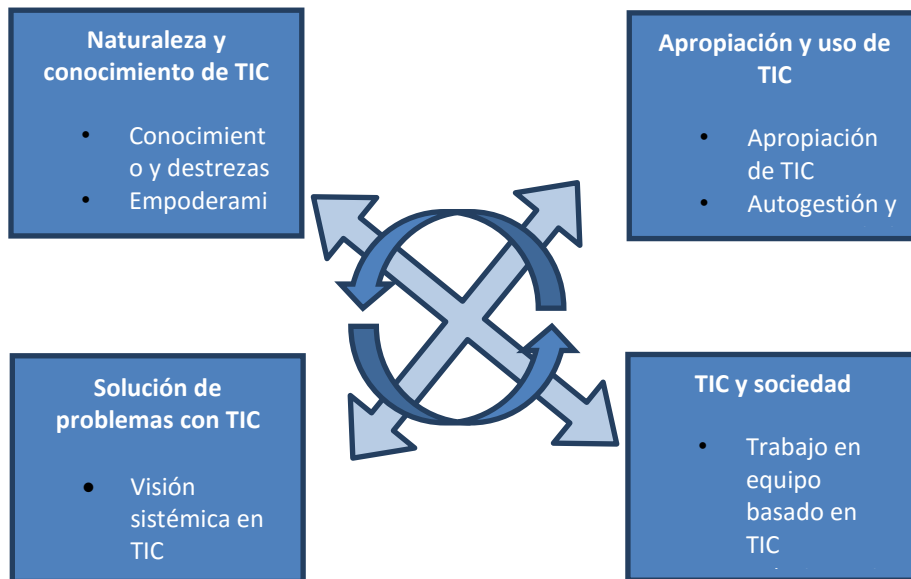 Naturaleza y
conocimiento de TIC
• Conocimient
o y destrezas
• Empoderami
Apropiación y uso de
TIC
• Apropiación
de TIC
• Autogestión y
Solución de
problemas con TIC
• Visión
sistémica en
TIC
TIC y sociedad
• Trabajo en
equipo
basado en
TIC